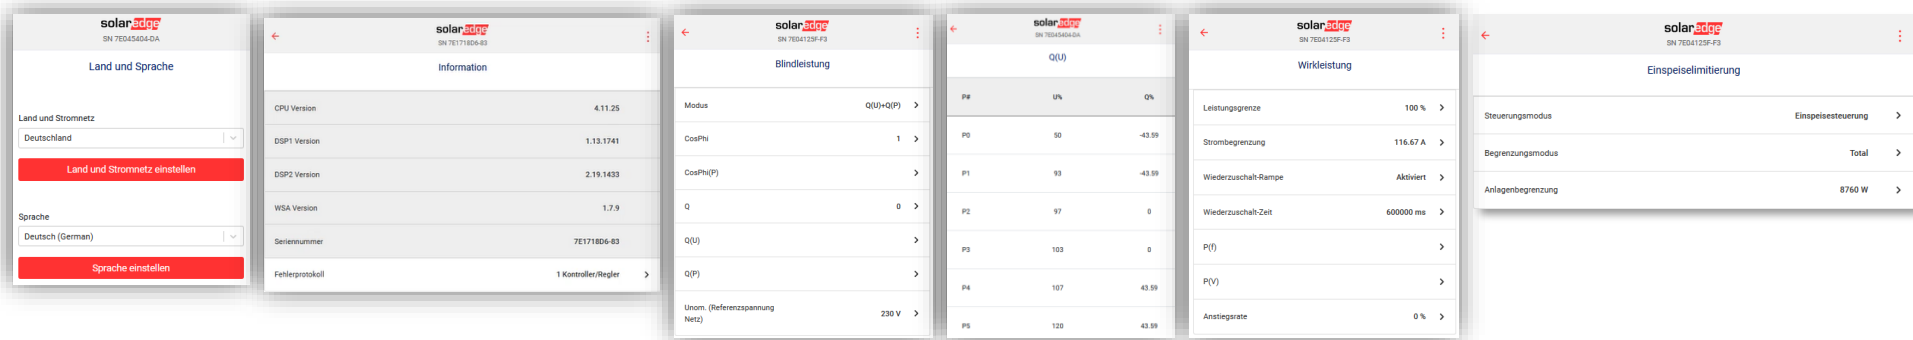 solaredge
SN 7E045404-DA
Land und Sprache
Land und Stromnetz
Deutschland
Land und Stromnetz einstellen
Sprache
Deutsch (German)
Sprache einstellen
solaredge
SN 7E1718D6-83
Information
CPU Version 4.11.25
DSP1 Version 1.13.1741
DSP2 Version 2.19.1433
WSA Version 1.7.9
Seriennummer 7E1718D6-83
Fehlerprotokoll 1 Kontroller/Regler
solaredge
SN 7E04125F-F3
Blindleistung
Modus Q(U)+Q(P)
CosPhi 1
CosPhi(P)
Q 0
Q(U)
Q(P)
Unom. (Referenzspannung
Netz) 230 V
solaredge
SN 7E045404-DA
Q(U)
P# U% Q%
P0 50 -43.59
P1 93 -43.59
P2 97 0
P3 103 0
P4 107 43.59
P5 120 43.59
solaredge
SN 7E04125F-F3
Wirkleistung
Leistungsgrenze 100 %
Strombegrenzung 116.67 A
Wiederzuschalt-Rampe Aktiviert
Wiederzuschalt-Zeit 600000 ms
P(f)
P(V)
Anstiegsrate 0 %
solaredge
SN 7E04125F-F3
Einspeiselimitierung
Steuerungsmodus Einspeisesteuerung
Begrenzungsmodus Total
Anlagenbegrenzung 8760 W